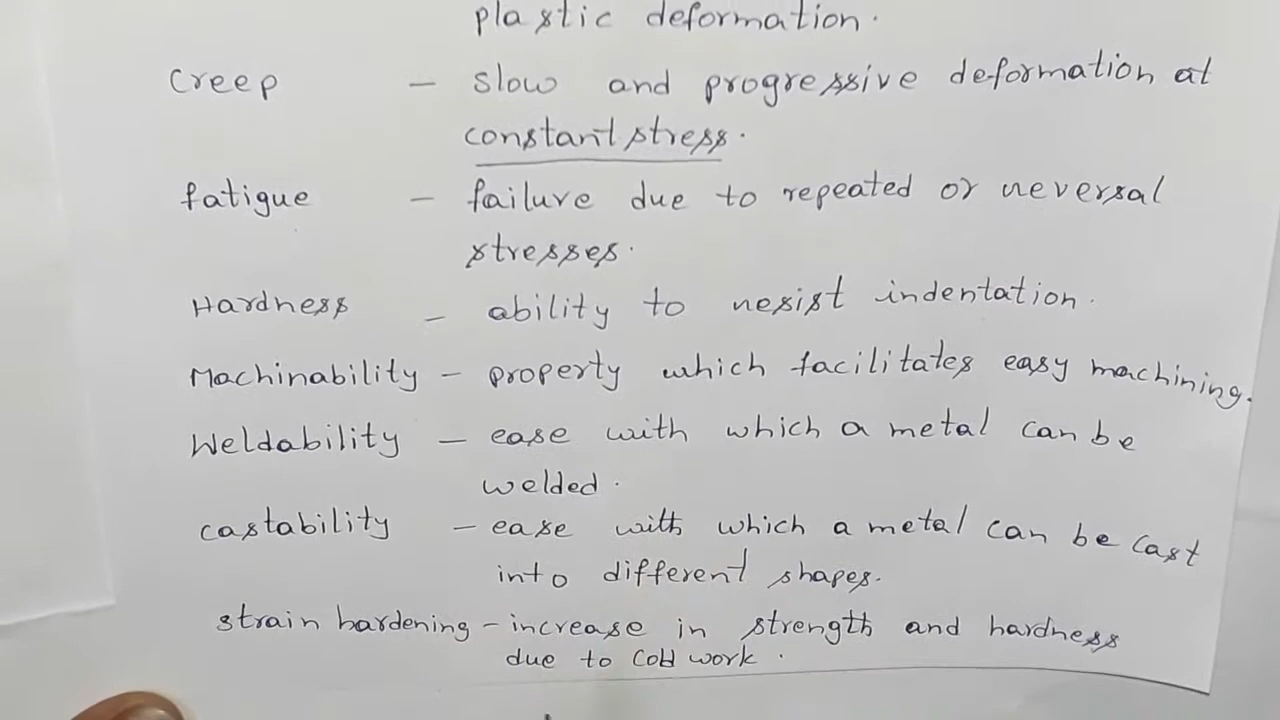 plastic deformation.
Creep - slow and progressive deformation at
constant stress.
fatigue - failure due to repeated or reversal
stresses.
Hardness - ability to resist indentation.
Machinability - property which facilitates easy machining.
Weldability - ease with which a metal can be
welded.
castability - ease with which a metal can be cast
into different shapes.
strain hardening - increase in strength and hardness
due to cold work.